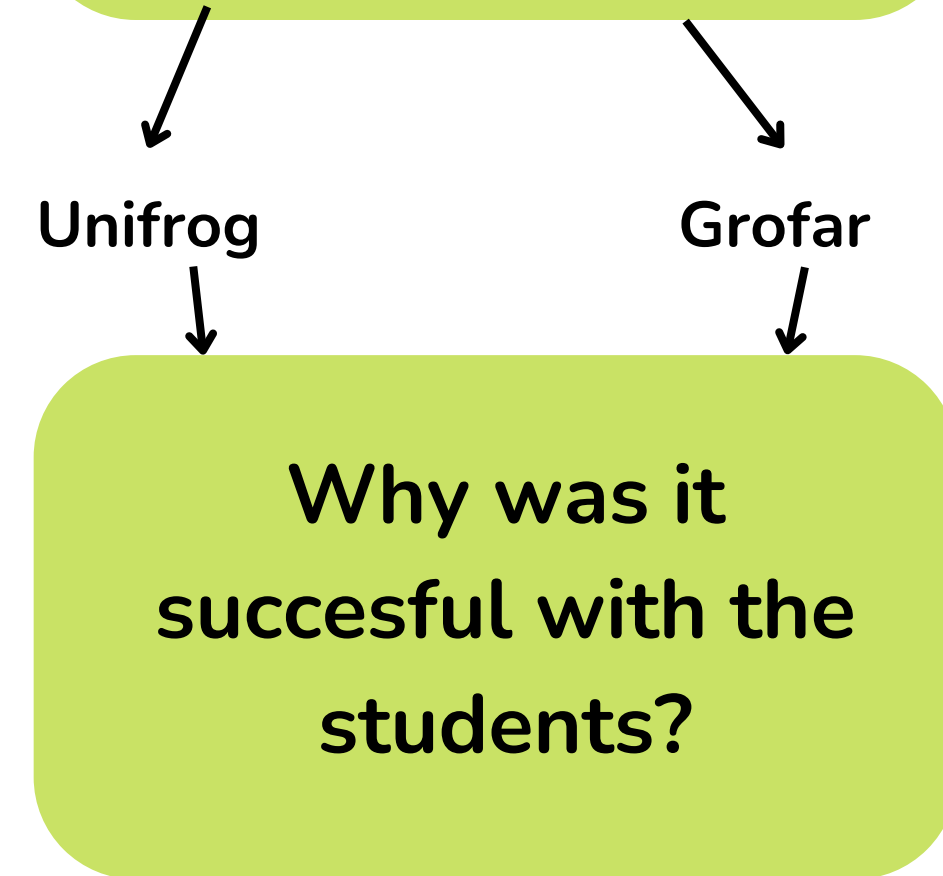 Unifrog
Grofar
Why was it
succesful with the
students?